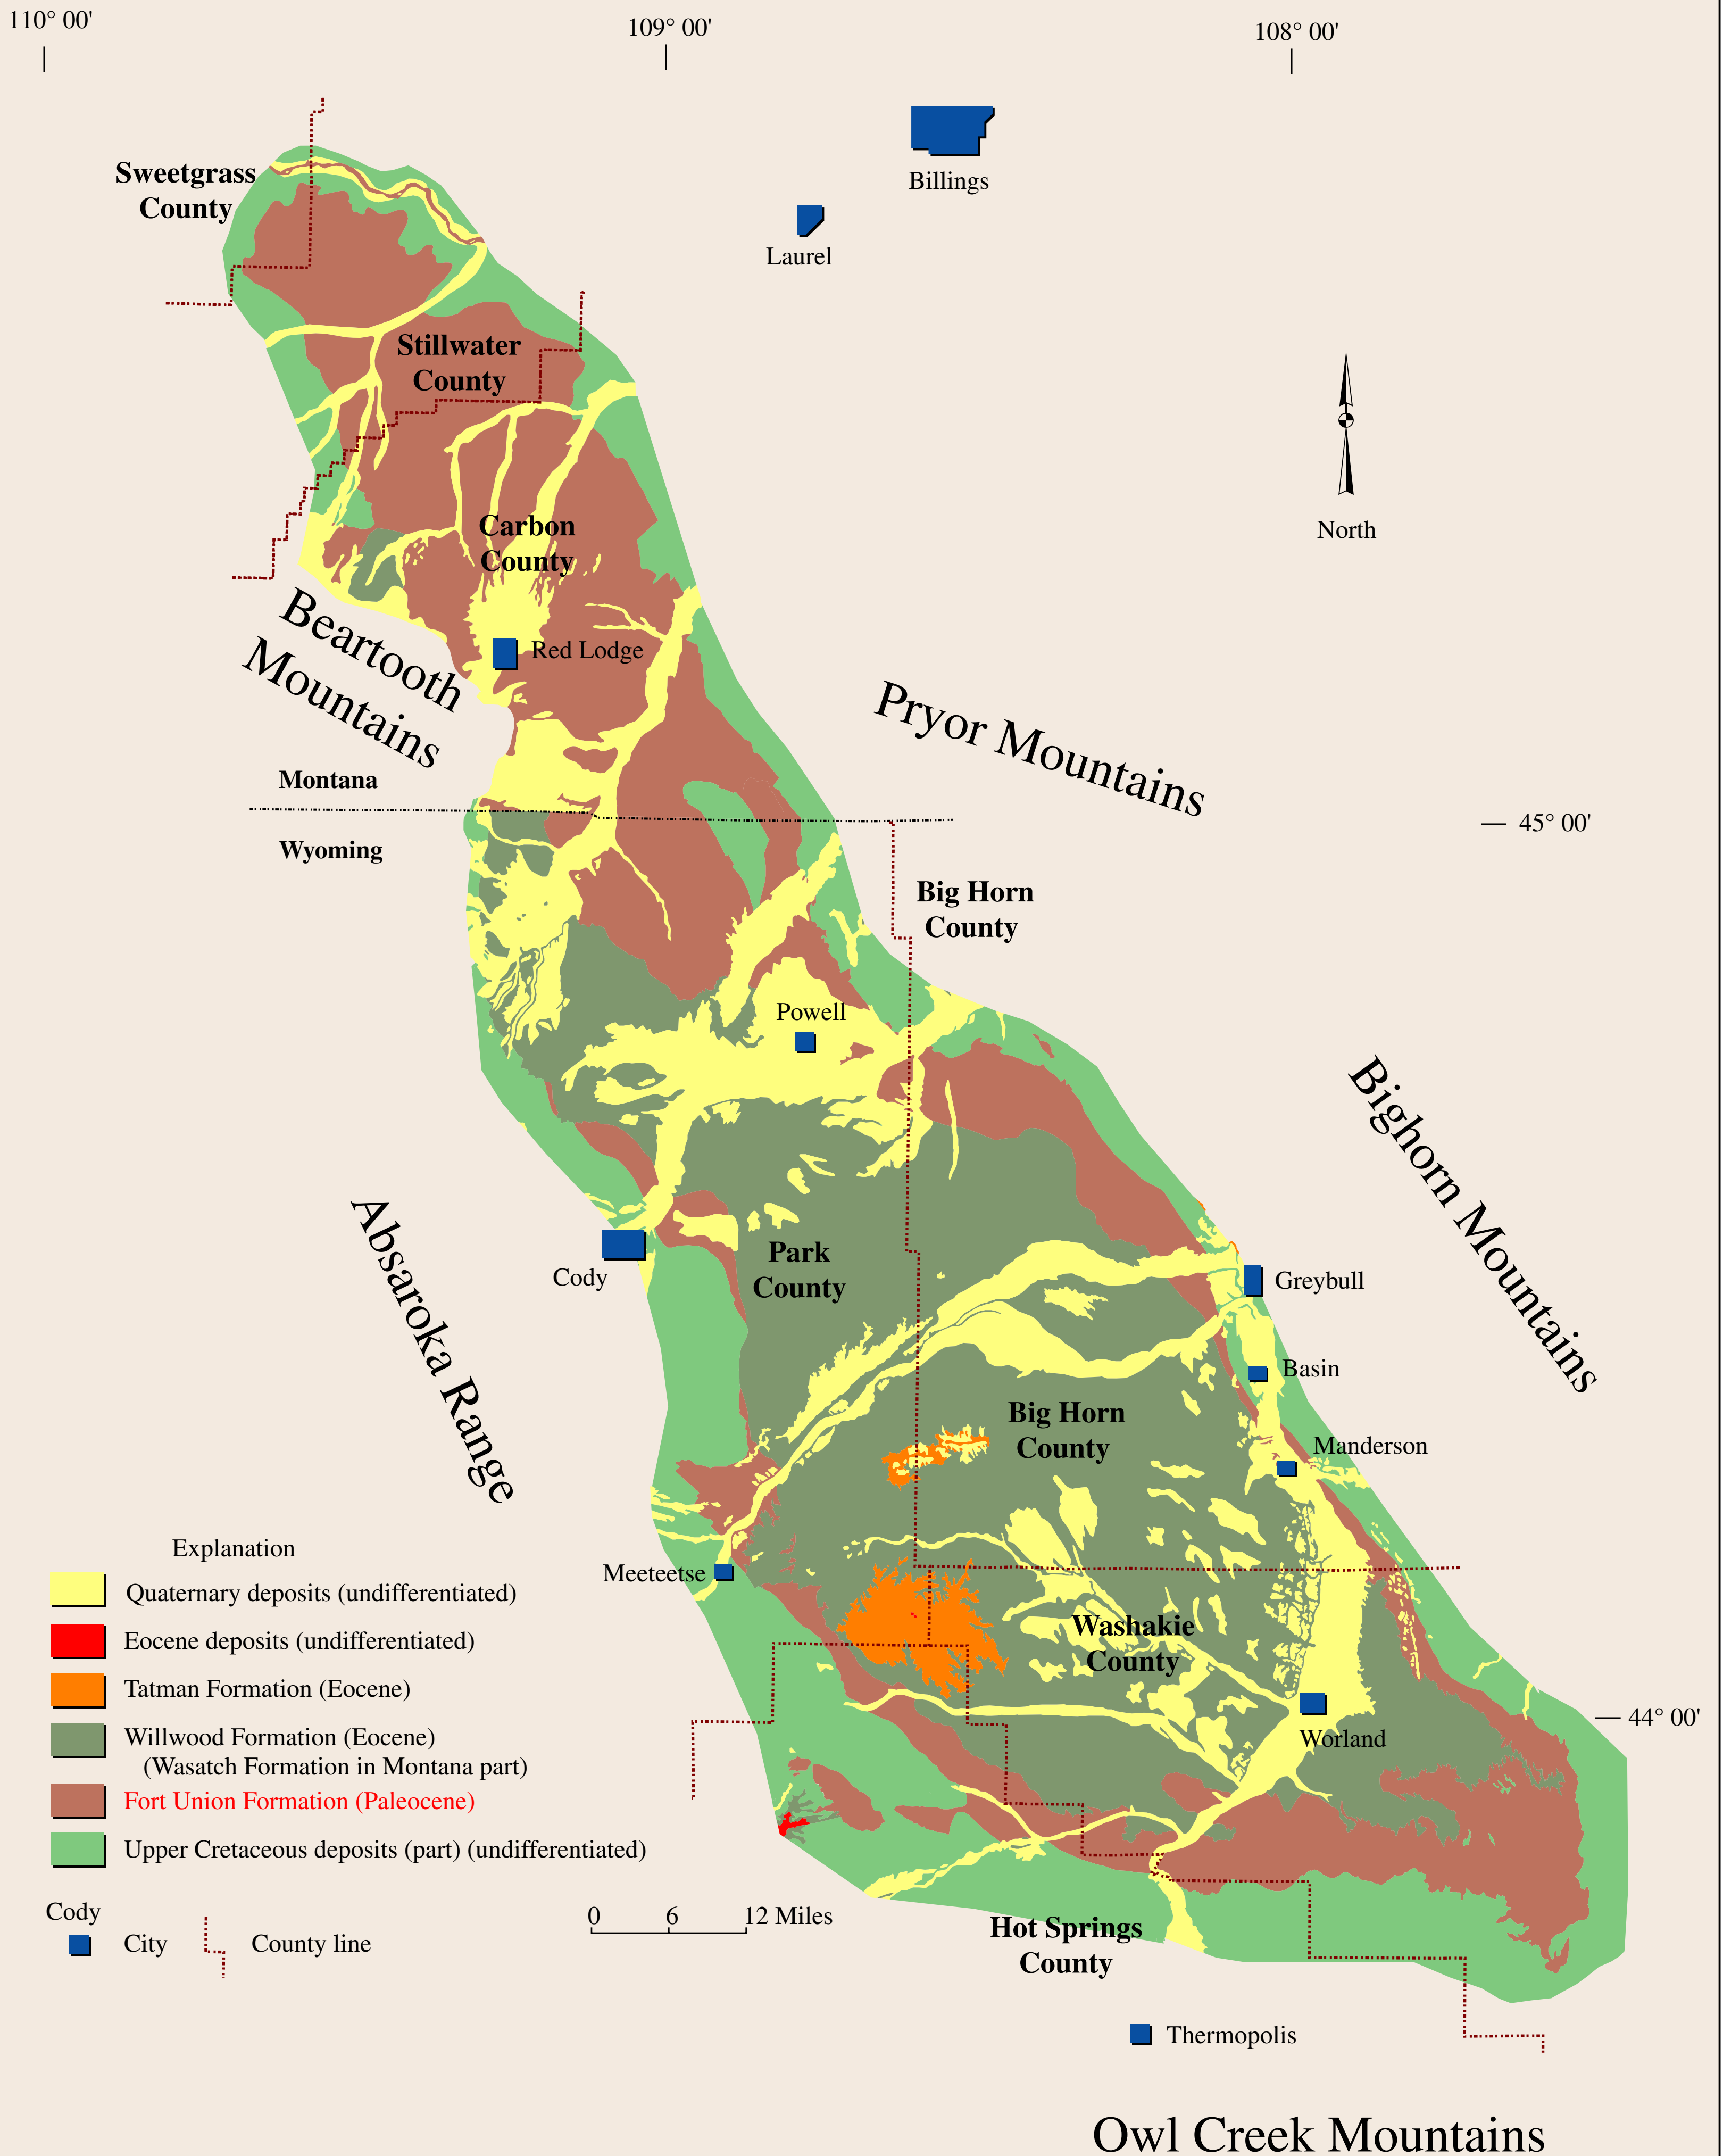 110° 00'
109° 00'
108° 00'
Billings
Sweetgrass
County
Laurel
Stillwater
County
North
Carbon
County
Beartooth
Mountains
Red Lodge
Pryor Mountains
Montana
45° 00'
Wyoming
Big Horn
County
Powell
Bighorn Mountains
Absaroka Range
Park
County
Cody
Greybull
Basin
Big Horn
County
Manderson
Explanation
Meeteetse
Quaternary deposits (undifferentiated)
Eocene deposits (undifferentiated)
Washakie
County
Tatman Formation (Eocene)
44° 00'
Willwood Formation (Eocene)
(Wasatch Formation in Montana part)
Worland
Fort Union Formation (Paleocene)
Upper Cretaceous deposits (part) (undifferentiated)
Cody
City
County line
0 6 12 Miles
Hot Springs
County
Thermopolis
Owl Creek Mountains